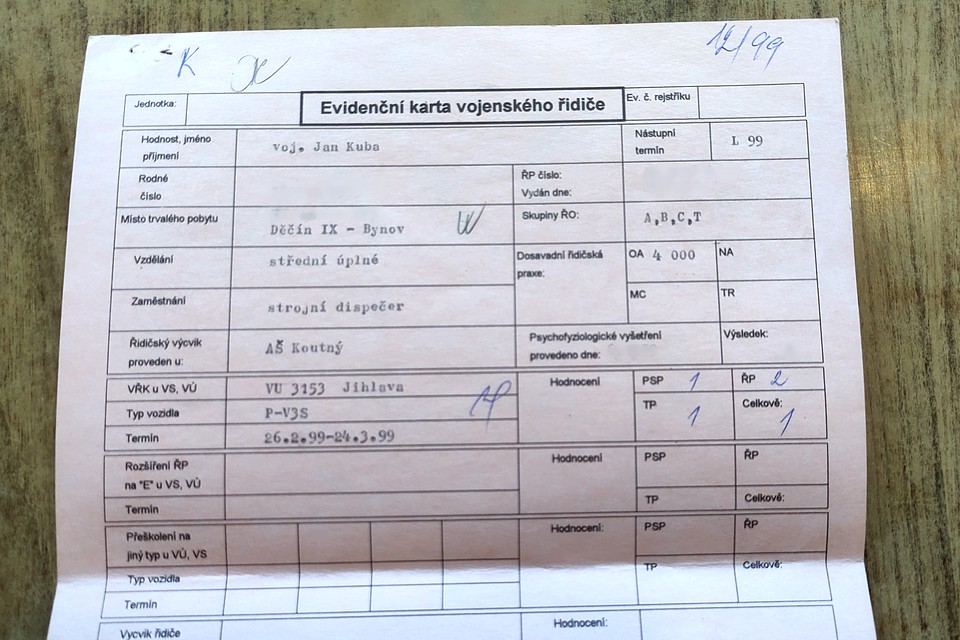 K
12/99
Jednotka:
Evidenční karta vojenského řidiče
Ev. č. rejstříku
Hodnost, jméno
příjmení
voj. Jan Kuba
Nástupní
termin
L 99
Rodné
číslo
ŘP číslo:
Vydán dne:
Místo trvalého pobytu
Děčín IX - Bynov
Skupiny ŘO:
A,B,C,T
Vzdělání
střední úplné
Dosavadní řidičská
praxe:
OA 4 000
NA
Zaměstnání
strojní dispečer
MC
TR
Řidičský výcvik
proveden u:
AŠ Koutný
Psychofyziologické vyšetření
provedeno dne:
Výsledek:
VŘK u VS, VÚ
VU 3153 Jihlava
Hodnocení
PSP 1
ŘP 2
Typ vozidla
P-V3S
TP 1
Celkově: 1
Termín
26.2.99-24.3.99
Rozšíření ŘP
na "E" u VS, VÚ
Hodnocení
PSP
ŘP
Termín
TP
Celkově:
Přeškolení na
jiný typ u VÚ, VS
Hodnocení:
PSP
ŘP
Typ vozidla
TP
Celkově:
Termín
Výcvik řidiče
Hodnocení: